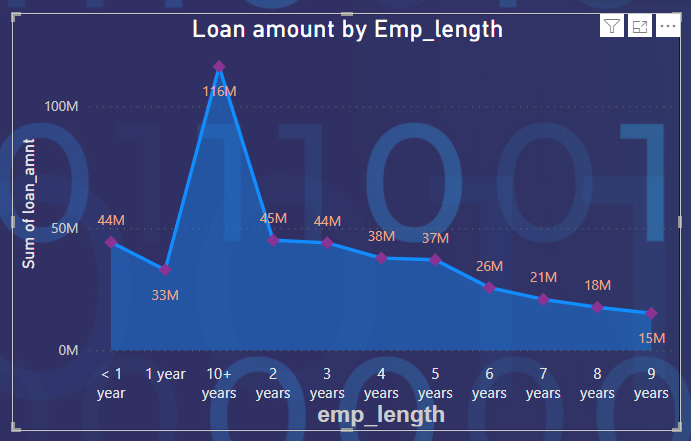 Loan amount by Emp_length
Sum of loan_amnt
100M
50M
0M
44M
33M
116M
45M
44M
38M
37M
26M
21M
18M
15M
< 1 year
1 year
10+ years
2 years
3 years
4 years
5 years
6 years
7 years
8 years
9 years
emp_length